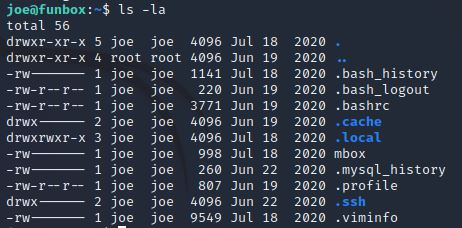 joe@funbox:~$ ls -la
total 56
drwxr-xr-x 5 joe  joe  4096 Jul 18  2020 .
drwxr-xr-x 4 root root 4096 Jun 19  2020 ..
-rw------- 1 joe  joe  1141 Jul 18  2020 .bash_history
-rw-r--r-- 1 joe  joe   220 Jun 19  2020 .bash_logout
-rw-r--r-- 1 joe  joe  3771 Jun 19  2020 .bashrc
drwx------ 2 joe  joe  4096 Jun 19  2020 .cache
drwxrwxr-x 3 joe  joe  4096 Jul 18  2020 .local
-rw------- 1 joe  joe   998 Jul 18  2020 mbox
-rw------- 1 joe  joe   260 Jun 22  2020 .mysql_history
-rw-r--r-- 1 joe  joe   807 Jun 19  2020 .profile
drwx------ 2 joe  joe  4096 Jun 22  2020 .ssh
-rw------- 1 joe  joe  9549 Jul 18  2020 .viminfo